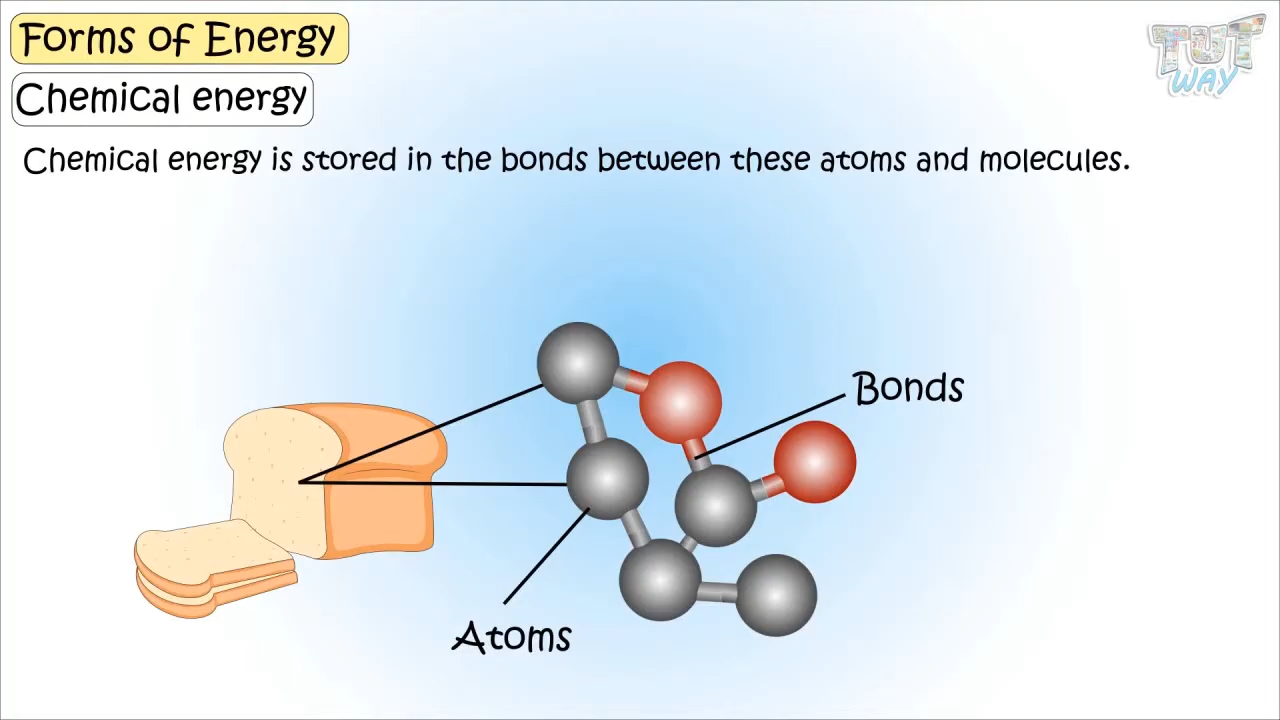 Forms of Energy
TUT
WAY
Chemical energy
Chemical energy is stored in the bonds between these atoms and molecules.
Bonds
Atoms